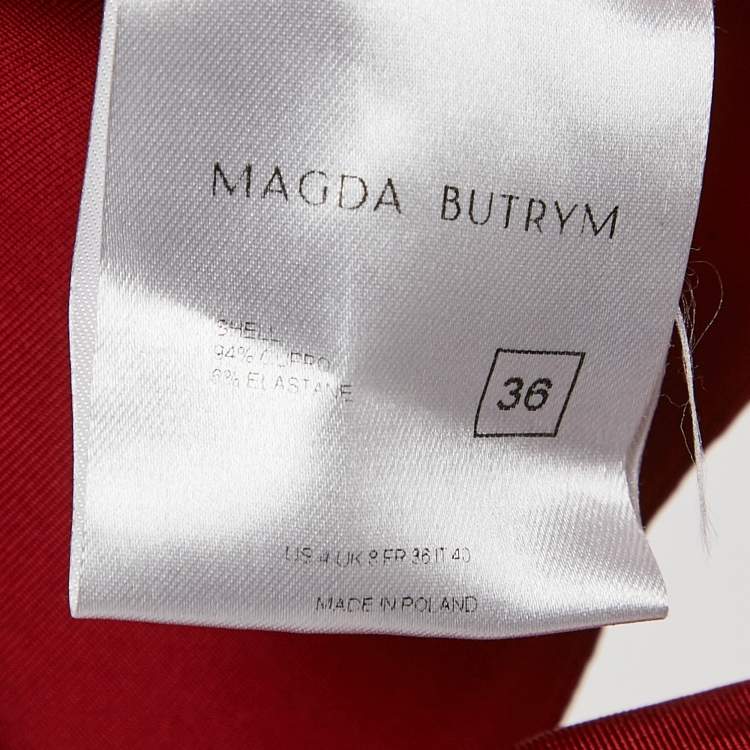 MAGDA BUTRYM
SHELL
94% CUPRO
6% ELASTANE
36
US 4 UK 8 FR 36 IT 40
MADE IN POLAND